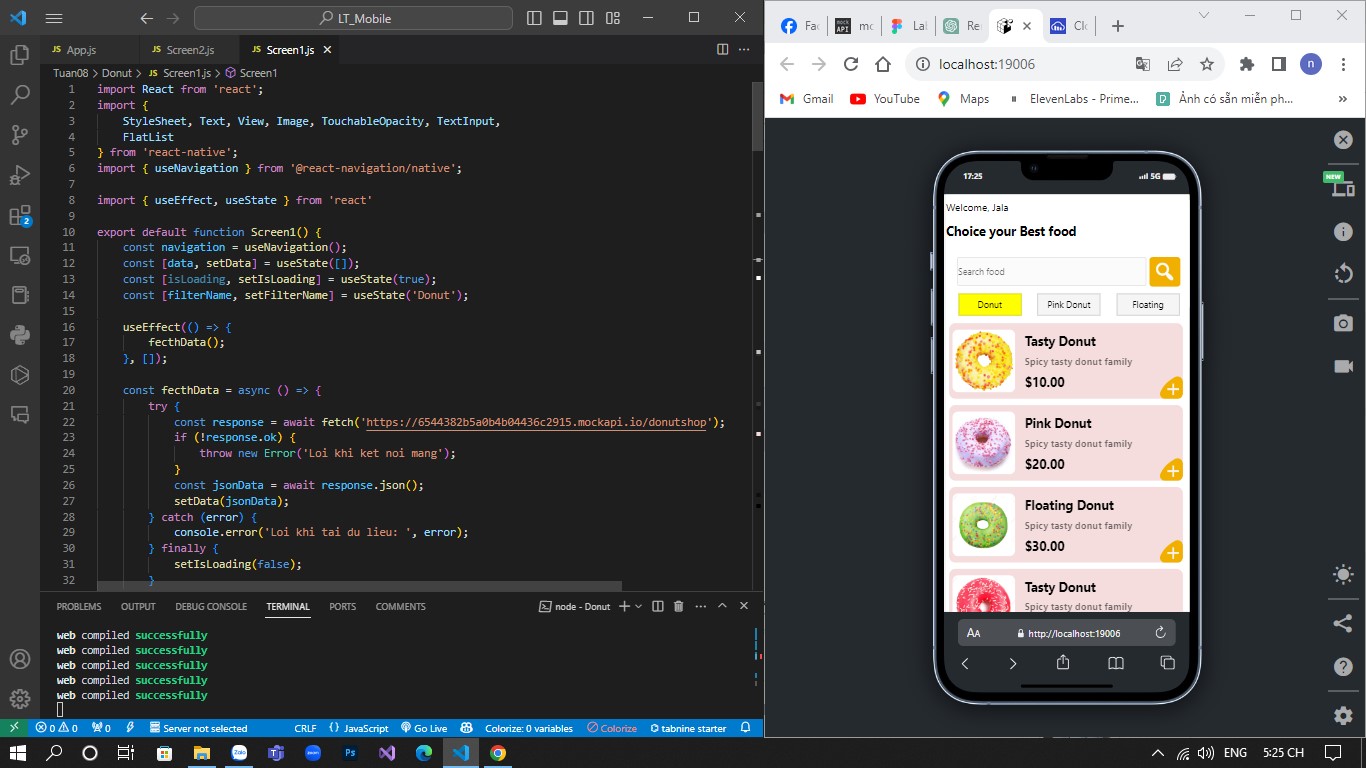 LT_Mobile
JS App.js
JS Screen2.js
JS Screen1.js
Tuan08 > Donut > JS Screen1.js > Screen1
1 import React from 'react';
2 import {
3 StyleSheet, Text, View, Image, TouchableOpacity, TextInput,
4 FlatList
5 } from 'react-native';
6 import { useNavigation } from '@react-navigation/native';
7
8 import { useEffect, useState } from 'react'
9
10 export default function Screen1() {
11 const navigation = useNavigation();
12 const [data, setData] = useState([]);
13 const [isLoading, setIsLoading] = useState(true);
14 const [filterName, setFilterName] = useState('Donut');
15
16 useEffect(() => {
17 fecthData();
18 }, []);
19
20 const fecthData = async () => {
21 try {
22 const response = await fetch('https://6544382b5a0b4b04436c2915.mockapi.io/donutshop');
23 if (!response.ok) {
24 throw new Error('Loi khi ket noi mang');
25 }
26 const jsonData = await response.json();
27 setData(jsonData);
28 } catch (error) {
29 console.error('Loi khi tai du lieu: ', error);
30 } finally {
31 setIsLoading(false);
32 }
PROBLEMS OUTPUT DEBUG CONSOLE TERMINAL PORTS COMMENTS
node - Donut
web compiled successfully
web compiled successfully
web compiled successfully
web compiled successfully
web compiled successfully
2
0 0 0 Server not selected CRLF {} JavaScript Go Live Colorize: 0 variables Colorize tabnine starter
Fac
mc
Lal
Re
Clc
localhost:19006
n
Gmail YouTube Maps ElevenLabs - Prime... Ảnh có sẵn miễn ph...
NEW
17:25 5G
Welcome, Jala
Choice your Best food
Search food
Donut Pink Donut Floating
Tasty Donut
Spicy tasty donut family
$10.00
Pink Donut
Spicy tasty donut family
$20.00
Floating Donut
Spicy tasty donut family
$30.00
Tasty Donut
Spicy tasty donut family
AA http://localhost:19006
Zalo
zoom
Ps
ENG 5:25 CH